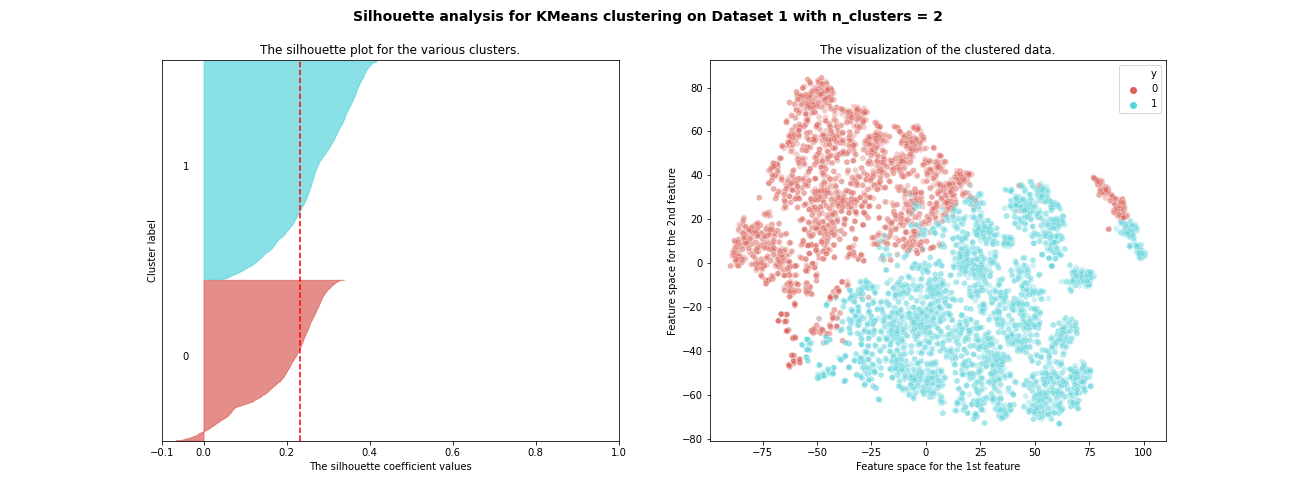 Silhouette analysis for KMeans clustering on Dataset 1 with n_clusters = 2
The silhouette plot for the various clusters.
Cluster label
1
0
−0.1 0.0 0.2 0.4 0.6 0.8 1.0
The silhouette coefficient values
The visualization of the clustered data.
y
0
1
Feature space for the 2nd feature
80
60
40
20
0
−20
−40
−60
−80
−75 −50 −25 0 25 50 75 100
Feature space for the 1st feature